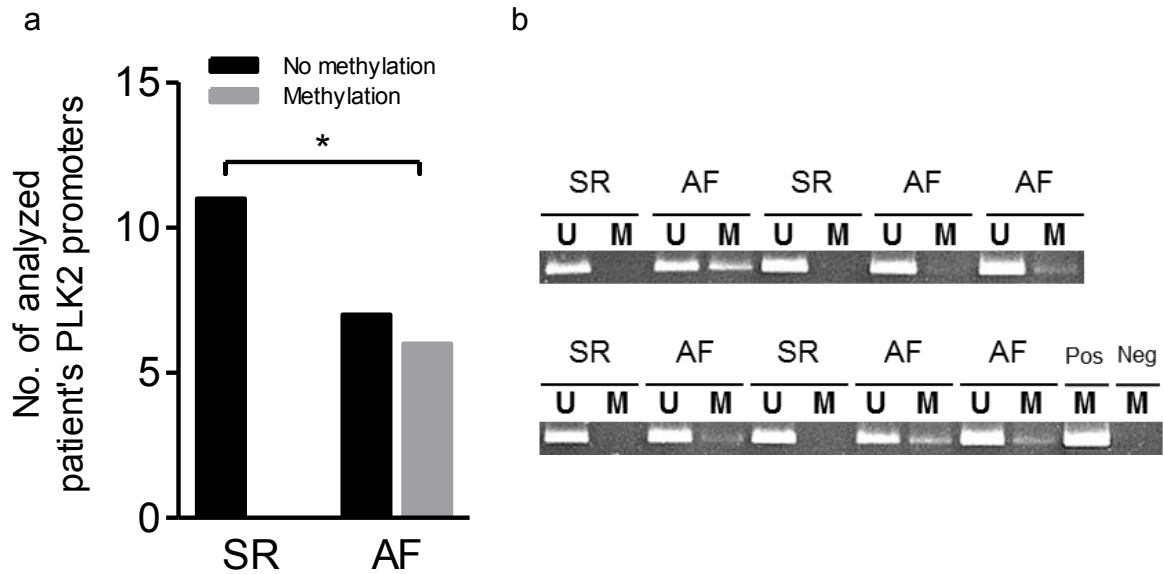 a
b
No methylation
Methylation
15
10
5
0
*
No. of analyzed
patient's PLK2 promoters
SR AF
SR AF SR AF AF
U M U M U M U M U M
SR AF SR AF AF Pos Neg
U M U M U M U M U M M M